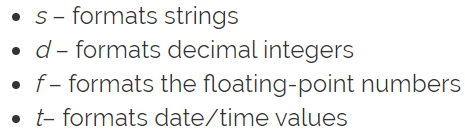 • s – formats strings
• d – formats decimal integers
• f – formats the floating-point numbers
• t– formats date/time values